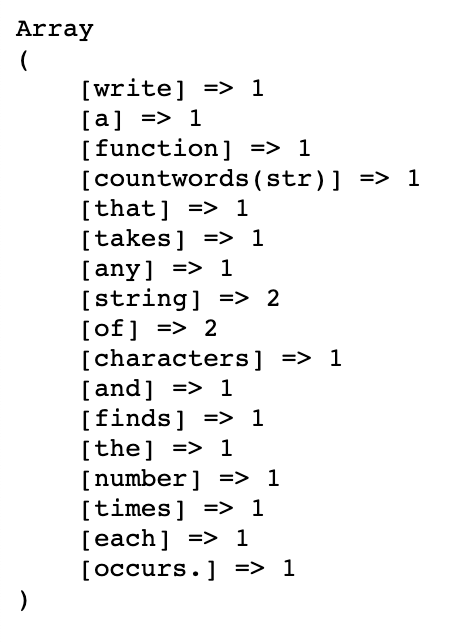 Array
(
    [write] => 1
    [a] => 1
    [function] => 1
    [countwords(str)] => 1
    [that] => 1
    [takes] => 1
    [any] => 1
    [string] => 2
    [of] => 2
    [characters] => 1
    [and] => 1
    [finds] => 1
    [the] => 1
    [number] => 1
    [times] => 1
    [each] => 1
    [occurs.] => 1
)